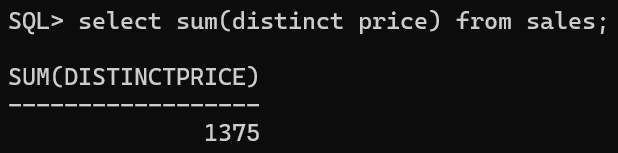 SQL> select sum(distinct price) from sales;
SUM(DISTINCTPRICE)
------------------
1375